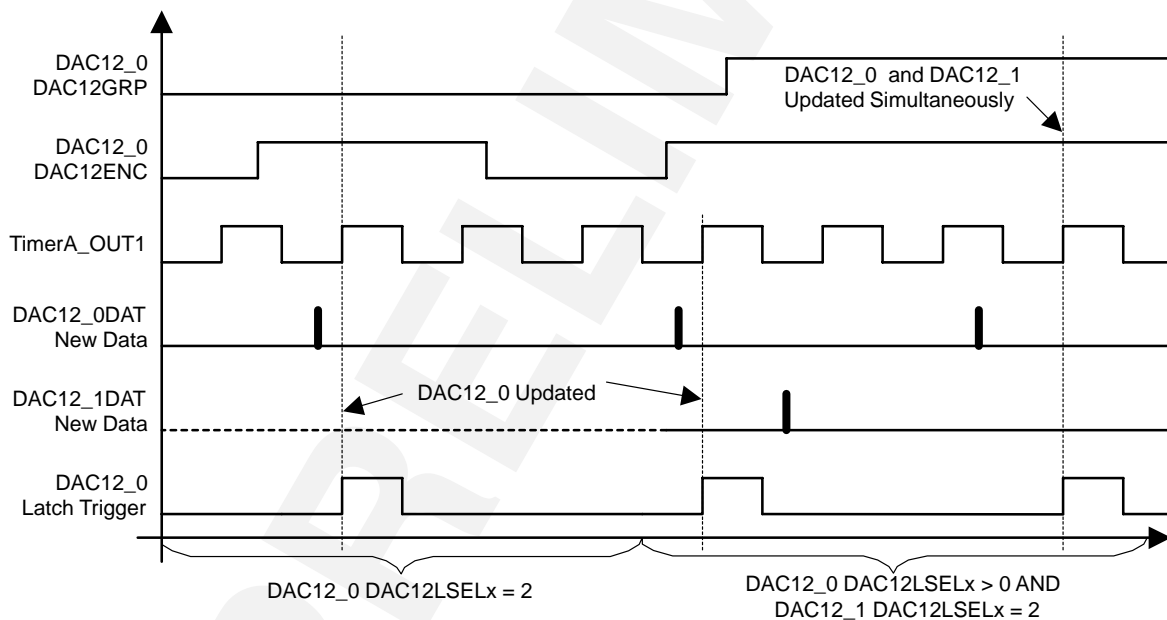 DAC12_0
DAC12GRP
DAC12_0 and DAC12_1
Updated Simultaneously
DAC12_0
DAC12ENC
TimerA_OUT1
DAC12_0DAT
New Data
DAC12_1DAT
New Data
DAC12_0 Updated
DAC12_0
Latch Trigger
DAC12_0 DAC12LSELx = 2
DAC12_0 DAC12LSELx > 0 AND
DAC12_1 DAC12LSELx = 2
PRELIM